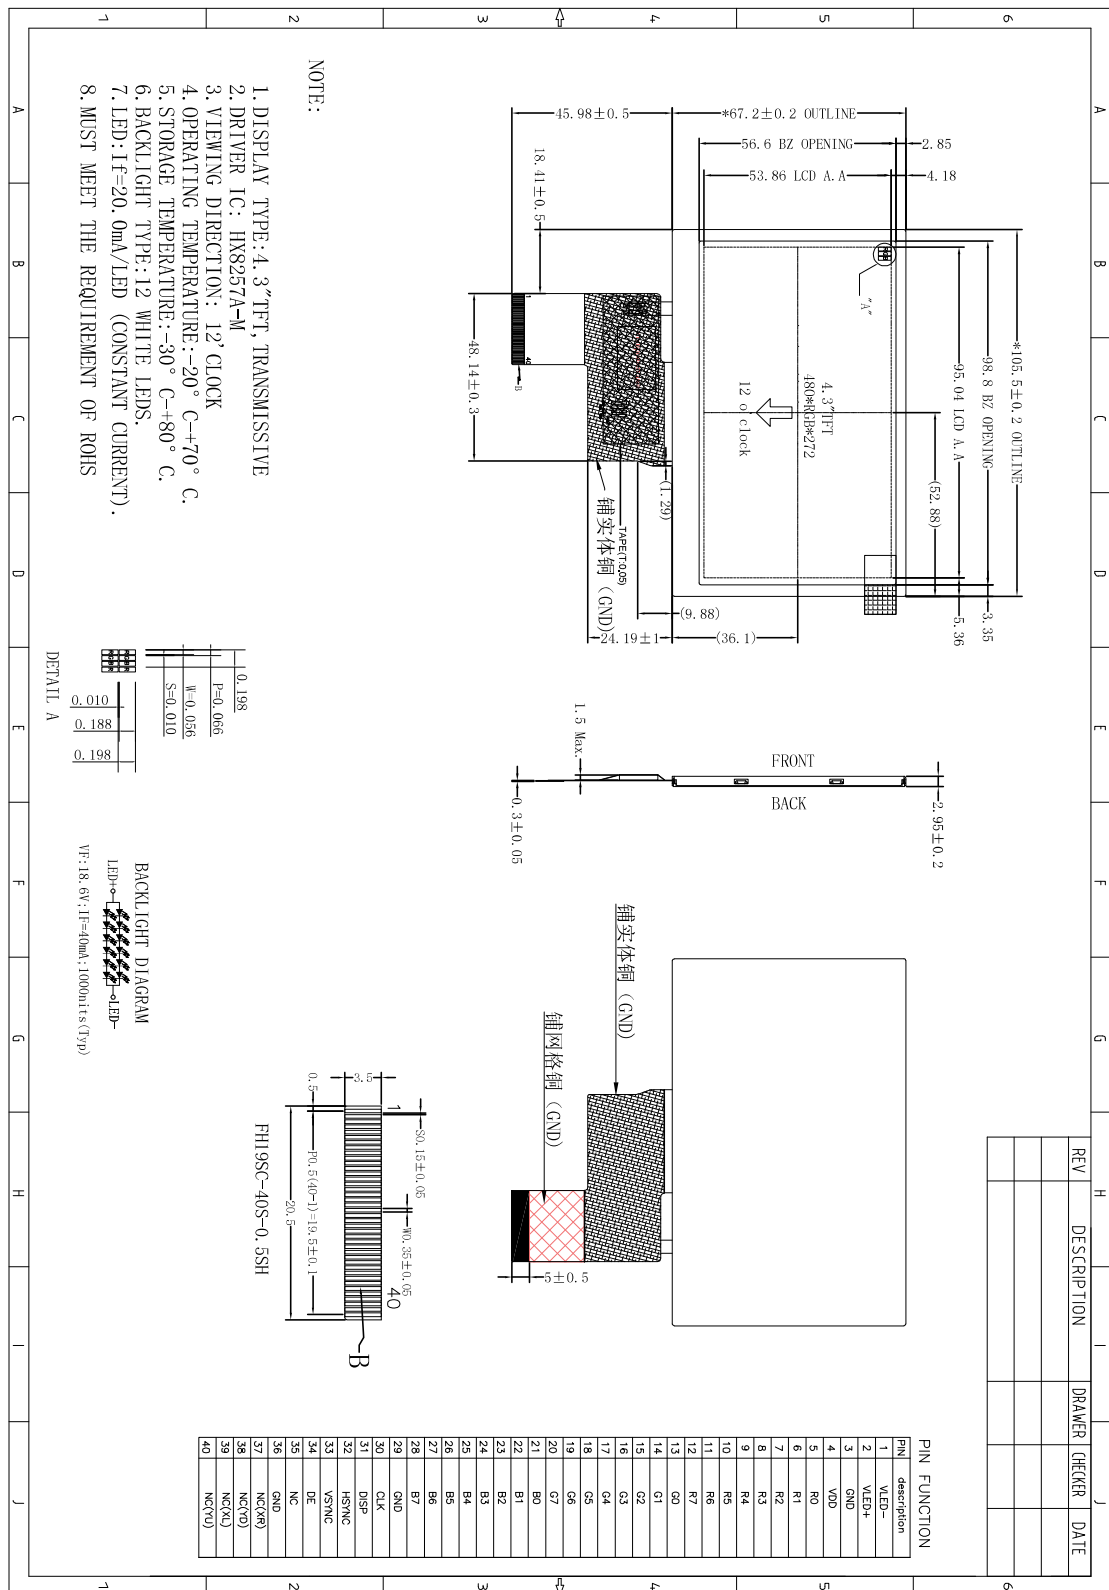 NOTE:
1. DISPLAY TYPE:4.3"TFT, TRANSMISSIVE
2. DRIVER IC: HX8257A-M
3. VIEWING DIRECTION: 12' CLOCK
4. OPERATING TEMPERATURE:-20° C-+70° C.
5. STORAGE TEMPERATURE:-30° C-+80° C.
6. BACKLIGHT TYPE:12 WHITE LEDS.
7. LED:If=20.0mA/LED (CONSTANT CURRENT).
8. MUST MEET THE REQUIREMENT OF ROHS
*105.5±0.2 OUTLINE
98.8 BZ OPENING
95.04 LCD A.A
(52.88)
3.35
5.36
2.85
4.18
*67.2±0.2 OUTLINE
56.6 BZ OPENING
53.86 LCD A.A
45.98±0.5
18.41±0.5
48.14±0.3
"A"
4.3"TFT
480*RGB*272
12 o'clock
(36.1)
(9.88)
24.19±1
(1.29)
TAPE(T:0.05)
铺实体铜 (GND)
1
40
B
FRONT
BACK
2.95±0.2
1.5 Max.
0.3±0.05
铺实体铜 (GND)
铺网格铜 (GND)
5±0.5
0.198
P=0.066
W=0.056
S=0.010
0.010
0.188
0.198
DETAIL A
BACKLIGHT DIAGRAM
LED+
LED-
VF:18.6V;IF=40mA;1000nits(Typ)
S0.15±0.05
W0.35±0.05
1
40
3.5
0.5
P0.5(40-1)=19.5±0.1
20.5
B
FH19SC-40S-0.5SH
REV DESCRIPTION DRAWER CHECKER DATE
PIN FUNCTION
PIN description
1 VLED-
2 VLED+
3 GND
4 VDD
5 R0
6 R1
7 R2
8 R3
9 R4
10 R5
11 R6
12 R7
13 G0
14 G1
15 G2
16 G3
17 G4
18 G5
19 G6
20 G7
21 B0
22 B1
23 B2
24 B3
25 B4
26 B5
27 B6
28 B7
29 GND
30 CLK
31 DISP
32 HSYNC
33 VSYNC
34 DE
35 NC
36 GND
37 NC(XR)
38 NC(YD)
39 NC(XL)
40 NC(YU)
A B C D E F G H I J
A B C D E F G H I J
1 2 3 4 5 6
1 2 3 4 5 6